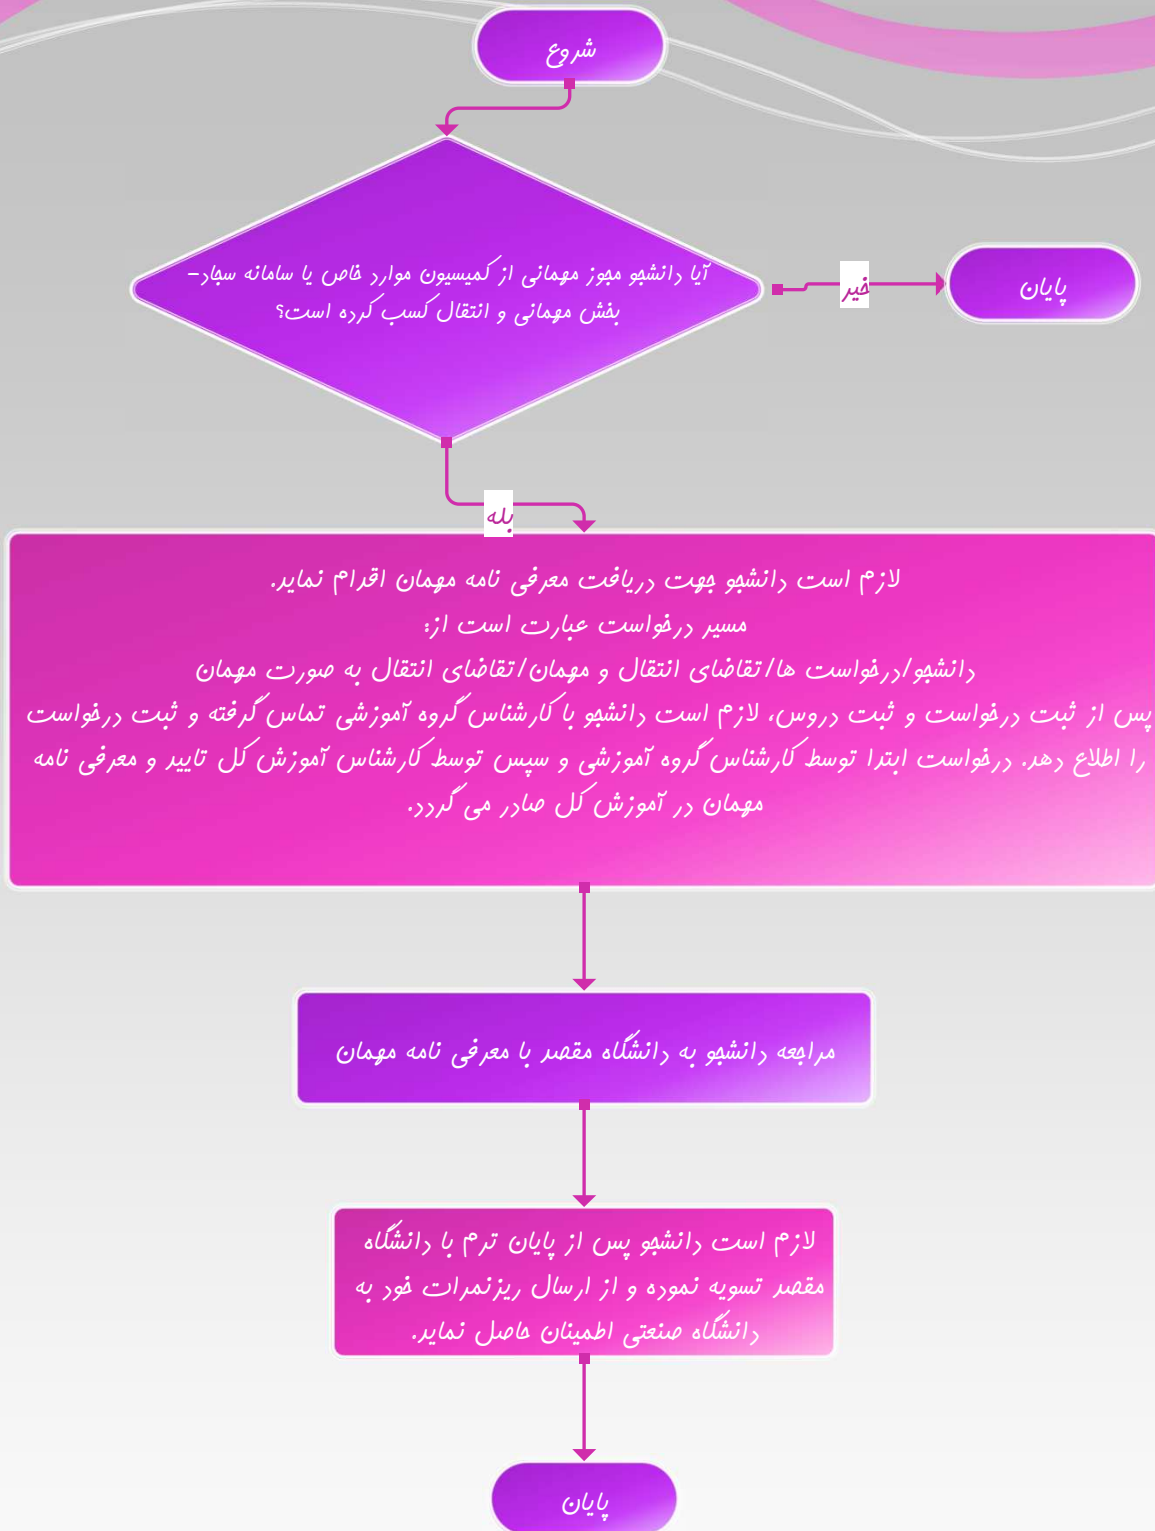 شروع
آیا دانشجو مجوز مهمانی از کمیسیون موارد خاص یا سامانه سجاد-
بخش مهمانی و انتقال کسب کرده است؟
خیر
پایان
بله
لازم است دانشجو جهت دریافت معرفی نامه مهمان اقدام نماید.
مسیر درخواست عبارت است از:
دانشجو/درخواست ها/تقاضای انتقال و مهمان/تقاضای انتقال به صورت مهمان
پس از ثبت درخواست و ثبت دروس، لازم است دانشجو با کارشناس گروه آموزشی تماس گرفته و ثبت درخواست
را اطلاع دهد. درخواست ابتدا توسط کارشناس گروه آموزشی و سپس توسط کارشناس آموزش کل تایید و معرفی نامه
مهمان در آموزش کل صادر می گردد.
مراجعه دانشجو به دانشگاه مقصد با معرفی نامه مهمان
لازم است دانشجو پس از پایان ترم با دانشگاه
مقصد تسویه نموده و از ارسال ریزنمرات خود به
دانشگاه صنعتی اطمینان حاصل نماید.
پایان